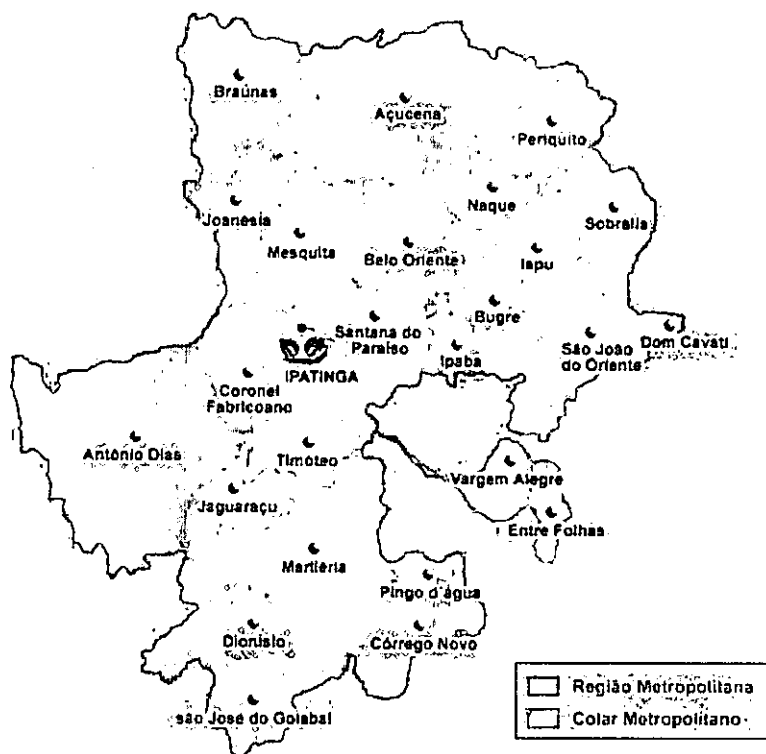 Braúnas
Açucena
Periquito
Joanésia
Naque
Sobralia
Mesquita
Belo Oriente
Iapu
Bugre
Santana do
Paraíso
Ipaba
São João
do Oriente
Dom Cavati
IPATINGA
Coronel
Fabriciano
Antônio Dias
Timóteo
Vargem Alegre
Jaguaraçu
Entre Folhas
Marliéria
Pingo d'água
Dionísio
Córrego Novo
são José do Goiabal
Região Metropolitana
Colar Metropolitano